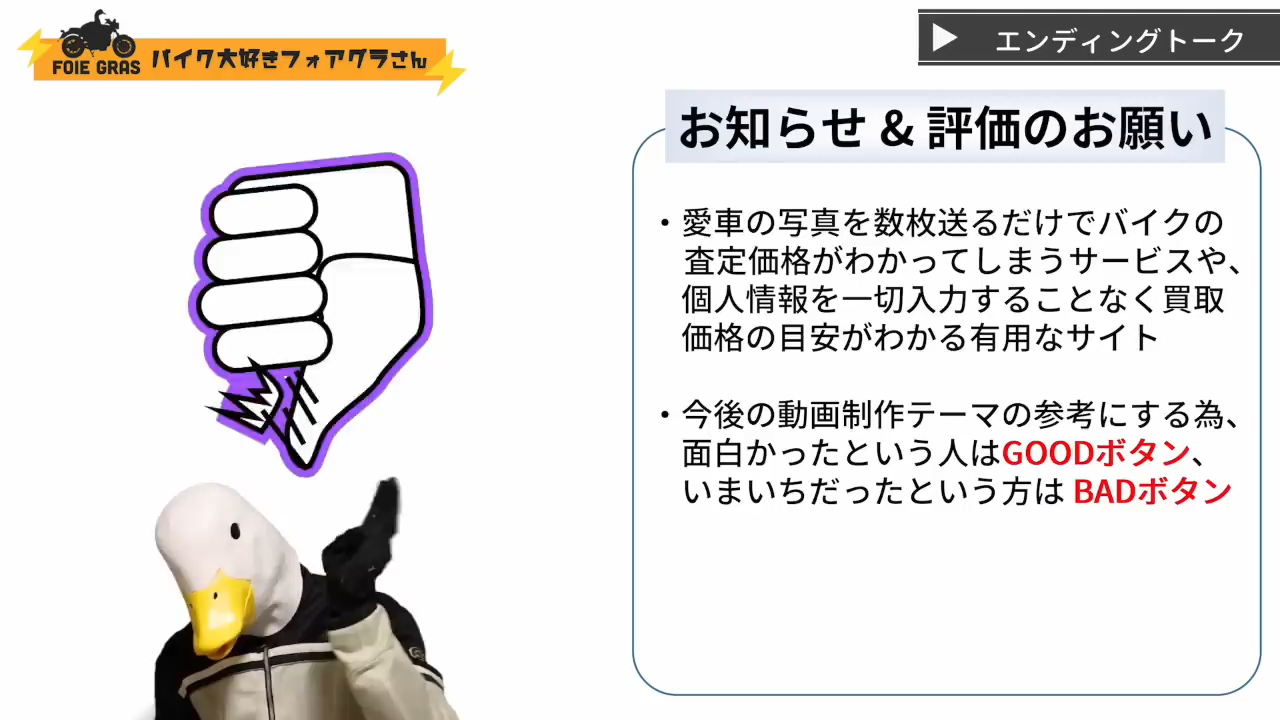 FOIE GRAS バイク大好きフォアグラさん
エンディングトーク
お知らせ & 評価のお願い
・愛車の写真を数枚送るだけでバイクの
査定価格がわかってしまうサービスや、
個人情報を一切入力することなく買取
価格の目安がわかる有用なサイト
・今後の動画制作テーマの参考にする為、
面白かったという人はGOODボタン、
いまいちだったという方は BADボタン